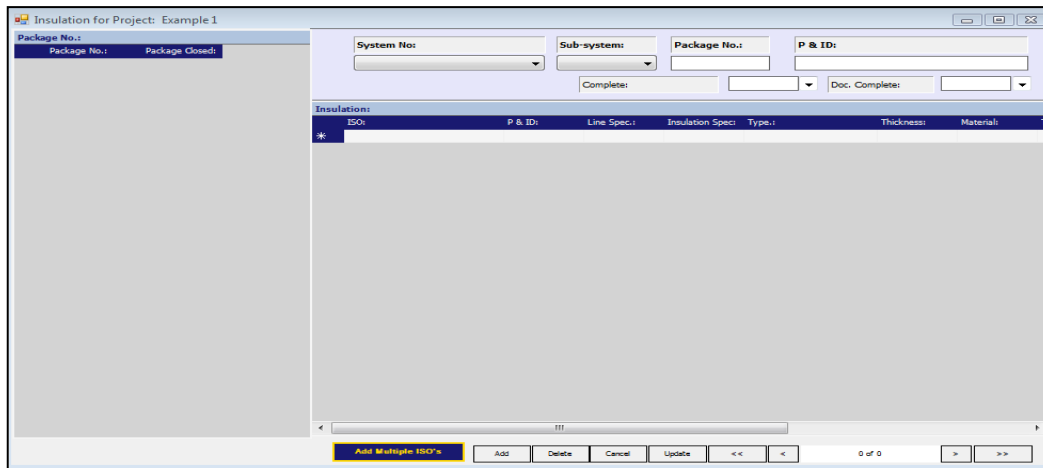 Insulation for Project: Example 1
Package No.:
Package No.: Package Closed:
System No: Sub-system: Package No.: P & ID:
Complete: Doc. Complete:
Insulation:
ISO: P & ID: Line Spec.: Insulation Spec: Type.: Thickness: Material:
Add Multiple ISO's Add Delete Cancel Update << < 0 of 0 > >>